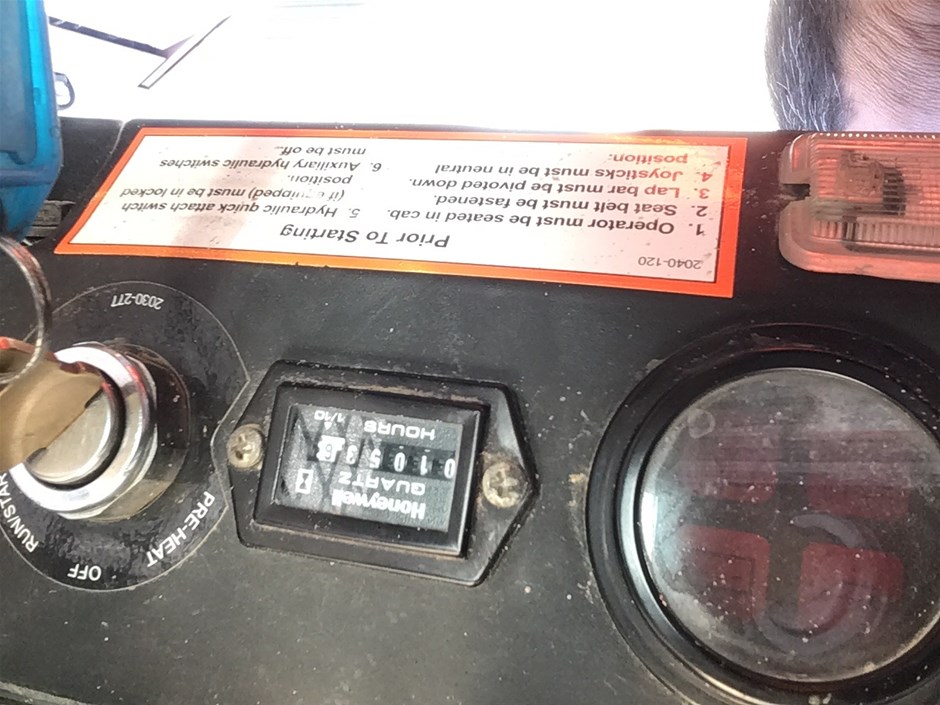 2040-120
Prior To Starting
1. Operator must be seated in cab.
2. Seat belt must be fastened.
3. Lap bar must be pivoted down.
4. Joysticks must be in neutral
position.
5. Hydraulic quick attach switch
(if equipped) must be in locked
position.
6. Auxiliary hydraulic switches
must be off.
Honeywell
QUARTZ
01053
HOURS 1/10
OFF
PRE-HEAT
RUN/STAR
2030-277